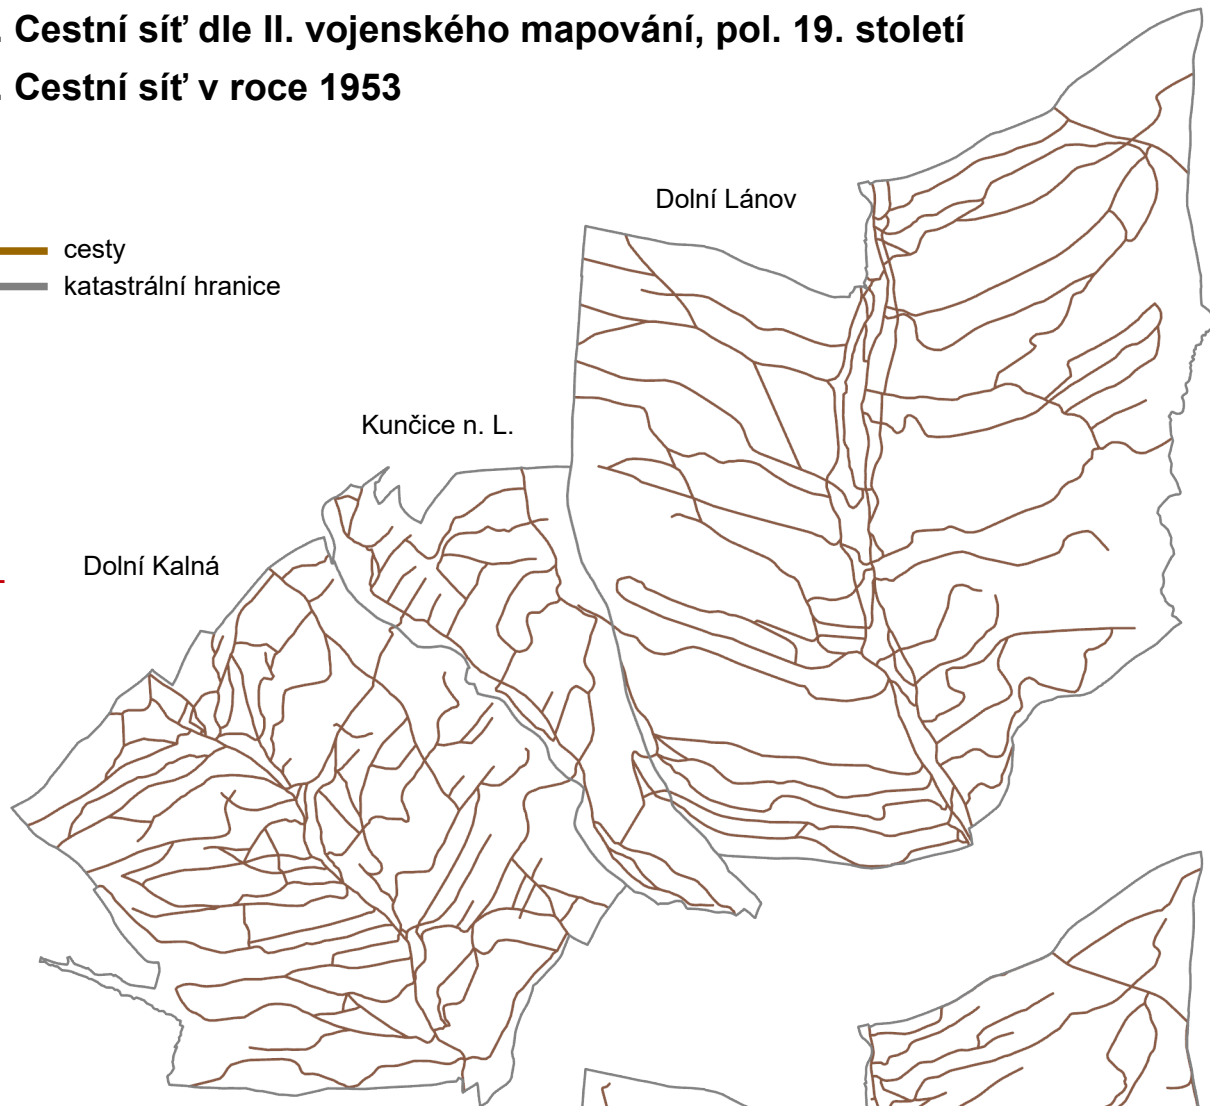 . Cestní síť dle II. vojenského mapování, pol. 19. století
. Cestní síť v roce 1953
Dolní Lánov
cesty
katastrální hranice
Kunčice n. L.
Dolní Kalná